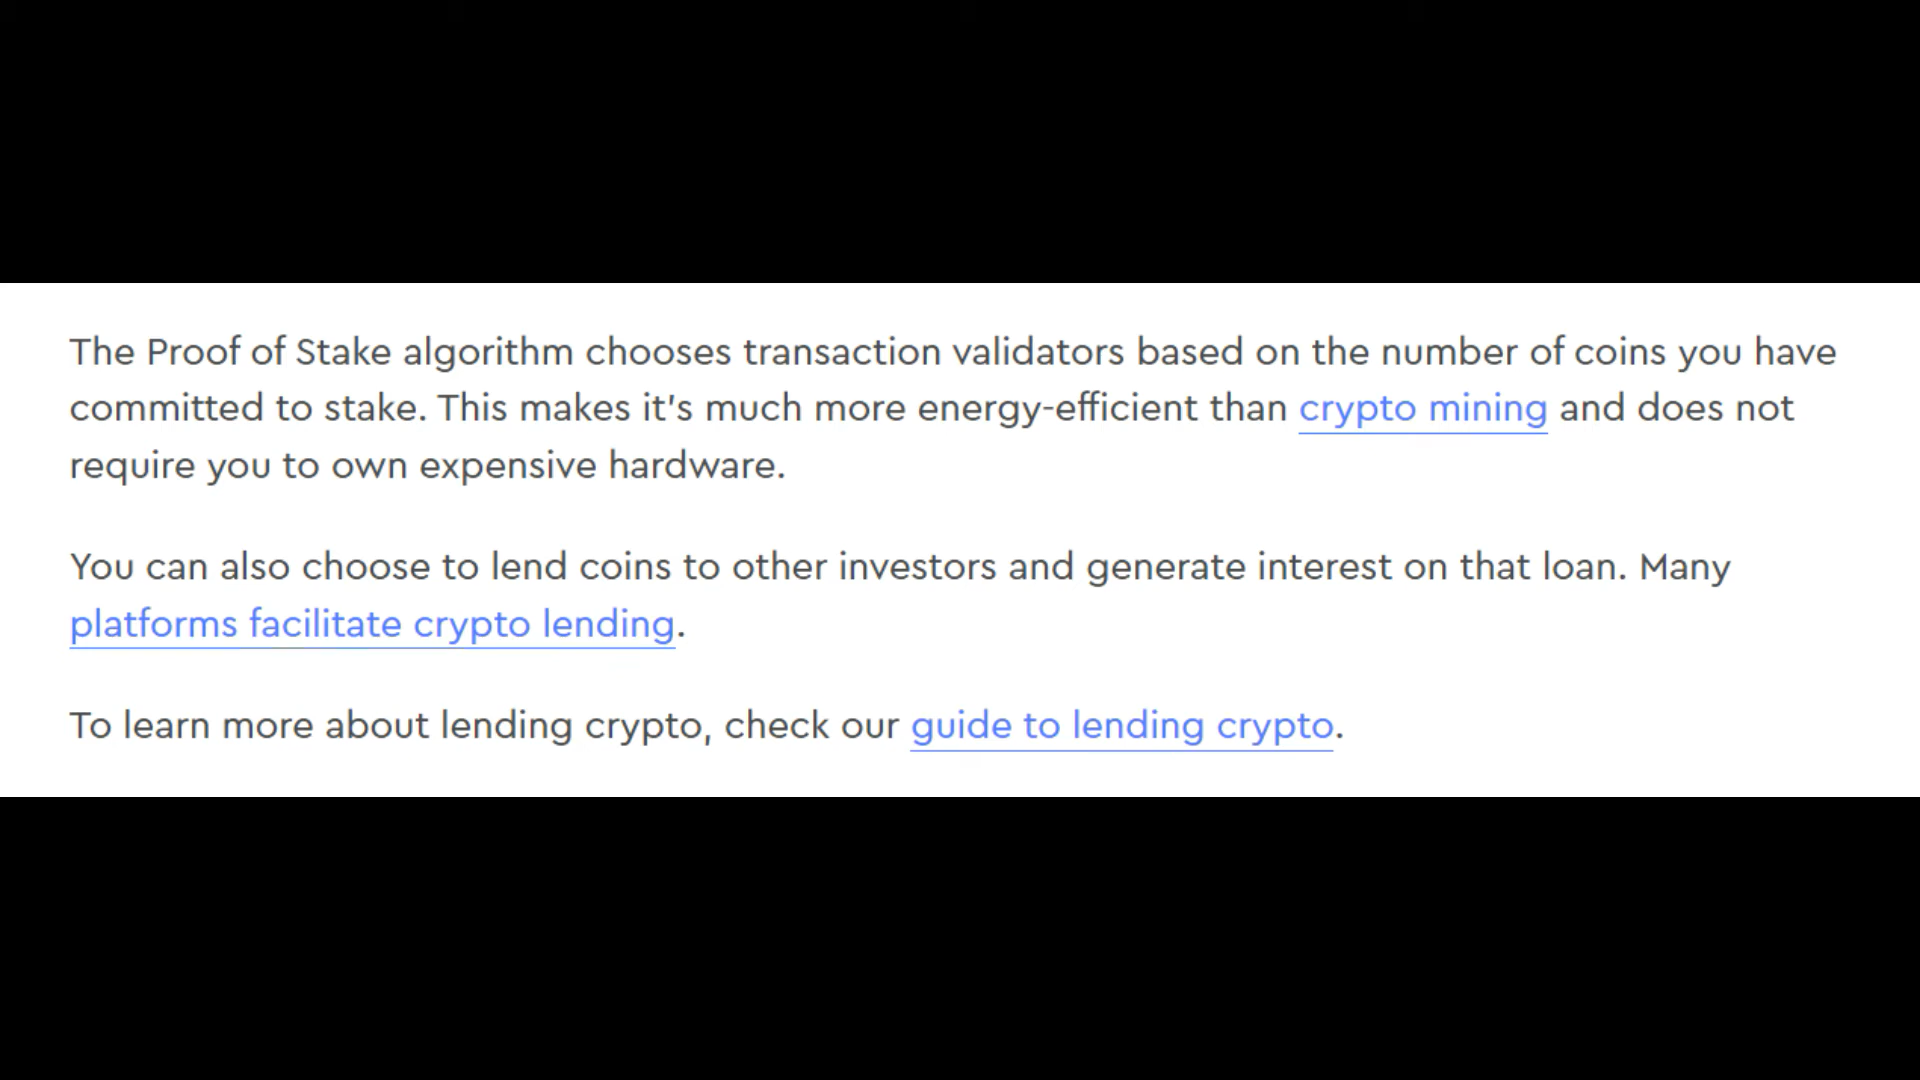 The Proof of Stake algorithm chooses transaction validators based on the number of coins you have
committed to stake. This makes it's much more energy-efficient than crypto mining and does not
require you to own expensive hardware.
You can also choose to lend coins to other investors and generate interest on that loan. Many
platforms facilitate crypto lending.
To learn more about lending crypto, check our guide to lending crypto.